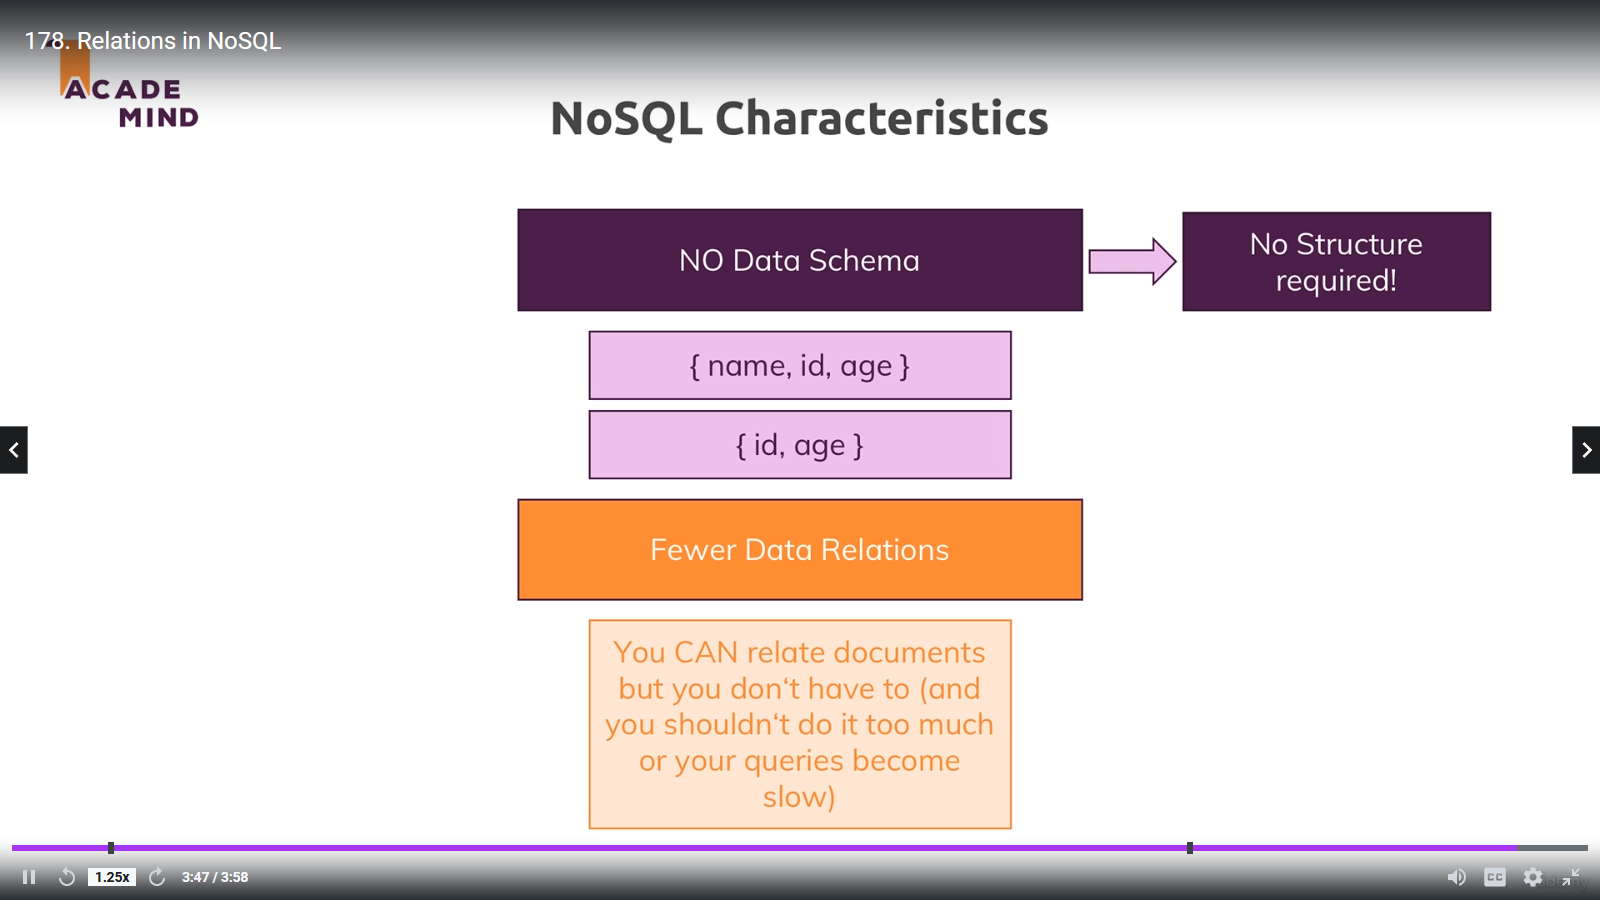 178. Relations in NoSQL
ACADE
MIND
NoSQL Characteristics
NO Data Schema
No Structure
required!
{ name, id, age }
{ id, age }
Fewer Data Relations
You CAN relate documents
but you don‘t have to (and
you shouldn‘t do it too much
or your queries become
slow)
1.25x
3:47 / 3:58
CC